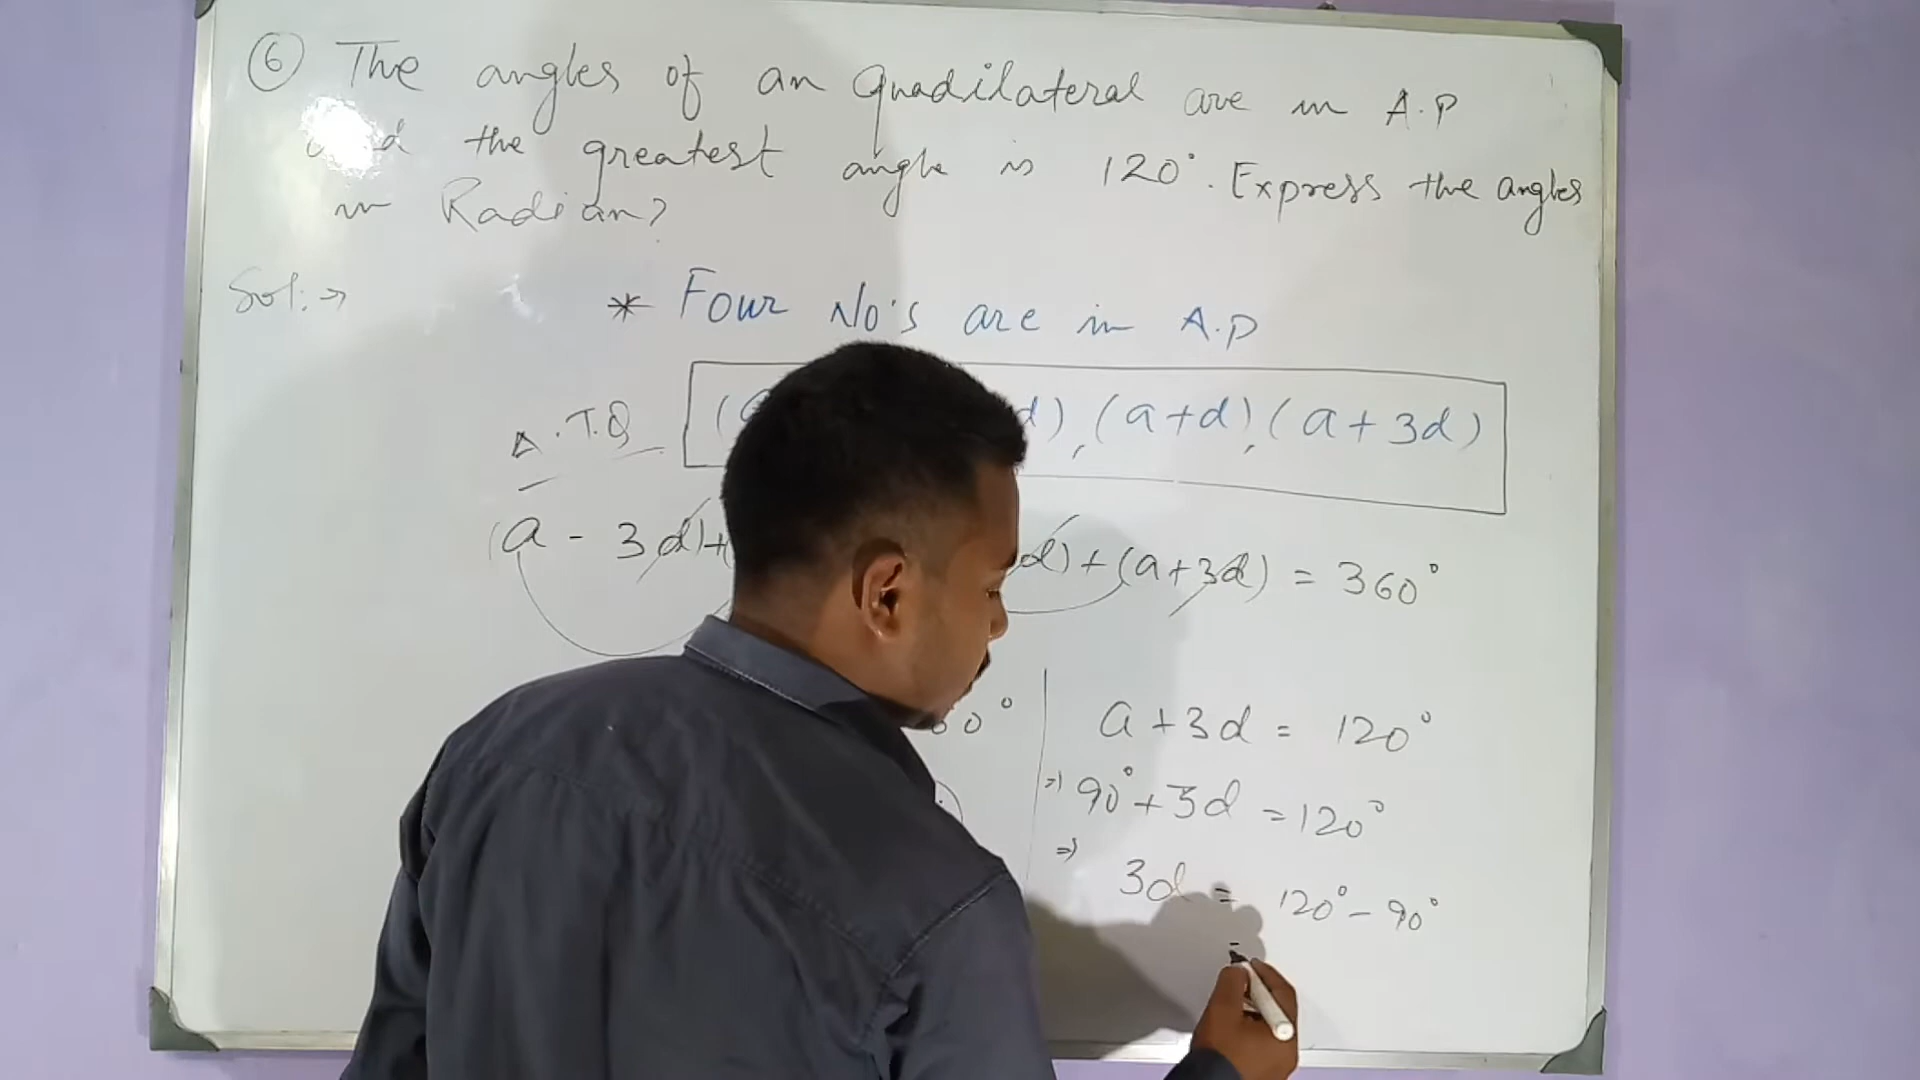 ⑥ The angles of an Quadilateral are in A.P
the greatest angle is 120°. Express the angles
in Radian?
Sol: →
* Four No's are in A.P
A.T.Q
d), (a+d), (a+3d)
(a - 3d)+ d)+(a+3d) = 360°
60°
a+3d = 120°
⇒ 90°+3d = 120°
⇒ 3d = 120° - 90°
=